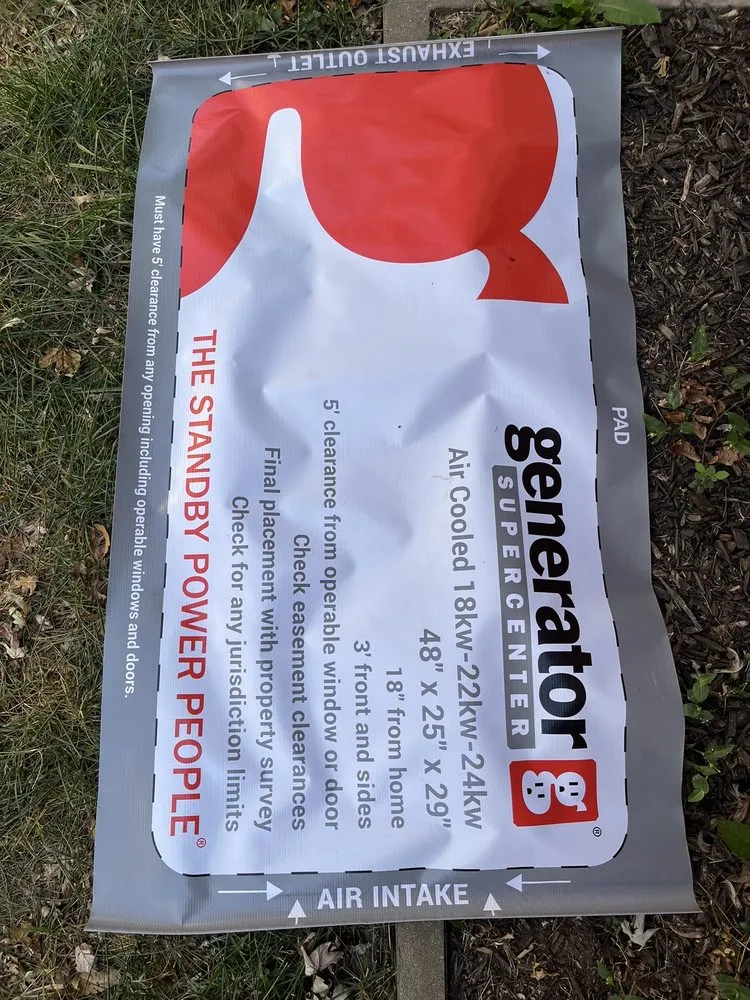 EXHAUST OUTLET
PAD
generator
SUPERCENTER
®
Air Cooled 18kw-22kw-24kw
48" x 25" x 29"
18" from home
3' front and sides
5' clearance from operable window or door
Check easement clearances
Final placement with property survey
Check for any jurisdiction limits
THE STANDBY POWER PEOPLE®
Must have 5' clearance from any opening including operable windows and doors.
AIR INTAKE